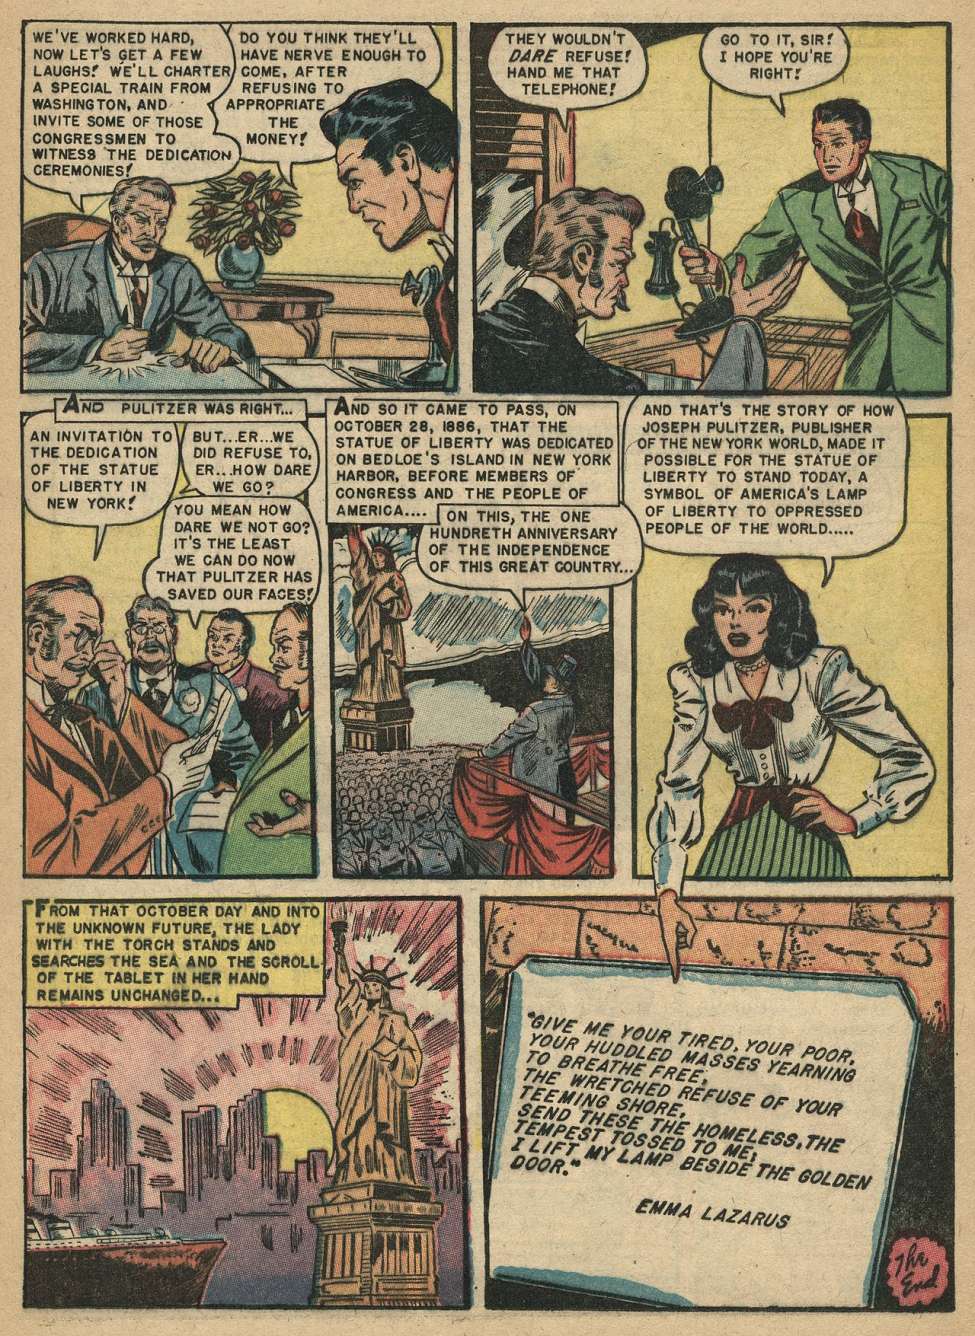 WE'VE WORKED HARD,
NOW LET'S GET A FEW
LAUGHS! WE'LL CHARTER
A SPECIAL TRAIN FROM
WASHINGTON, AND
INVITE SOME OF THOSE
CONGRESSMEN TO
WITNESS THE DEDICATION
CEREMONIES!
DO YOU THINK THEY'LL
HAVE NERVE ENOUGH TO
COME, AFTER
REFUSING TO
APPROPRIATE
THE
MONEY!
THEY WOULDN'T
DARE REFUSE!
HAND ME THAT
TELEPHONE!
GO TO IT, SIR!
I HOPE YOU'RE
RIGHT!
AND PULITZER WAS RIGHT...
AN INVITATION TO
THE DEDICATION
OF THE STATUE
OF LIBERTY IN
NEW YORK!
BUT...ER...WE
DID REFUSE TO,
ER...HOW DARE
WE GO?
YOU MEAN HOW
DARE WE NOT GO?
IT'S THE LEAST
WE CAN DO NOW
THAT PULITZER HAS
SAVED OUR FACES!
AND SO IT CAME TO PASS, ON
OCTOBER 28, 1886, THAT THE
STATUE OF LIBERTY WAS DEDICATED
ON BEDLOE'S ISLAND IN NEW YORK
HARBOR, BEFORE MEMBERS OF
CONGRESS AND THE PEOPLE OF
AMERICA....
ON THIS, THE ONE
HUNDRETH ANNIVERSARY
OF THE INDEPENDENCE
OF THIS GREAT COUNTRY...
AND THAT'S THE STORY OF HOW
JOSEPH PULITZER, PUBLISHER
OF THE NEW YORK WORLD, MADE IT
POSSIBLE FOR THE STATUE OF
LIBERTY TO STAND TODAY, A
SYMBOL OF AMERICA'S LAMP
OF LIBERTY TO OPPRESSED
PEOPLE OF THE WORLD.....
FROM THAT OCTOBER DAY AND INTO
THE UNKNOWN FUTURE, THE LADY
WITH THE TORCH STANDS AND
SEARCHES THE SEA AND THE SCROLL
OF THE TABLET IN HER HAND
REMAINS UNCHANGED...
"GIVE ME YOUR TIRED, YOUR POOR,
YOUR HUDDLED MASSES YEARNING
TO BREATHE FREE,
THE WRETCHED REFUSE OF YOUR
TEEMING SHORE,
SEND THESE THE HOMELESS, THE
TEMPEST TOSSED TO ME,
I LIFT MY LAMP BESIDE THE GOLDEN
DOOR."
EMMA LAZARUS
The
End